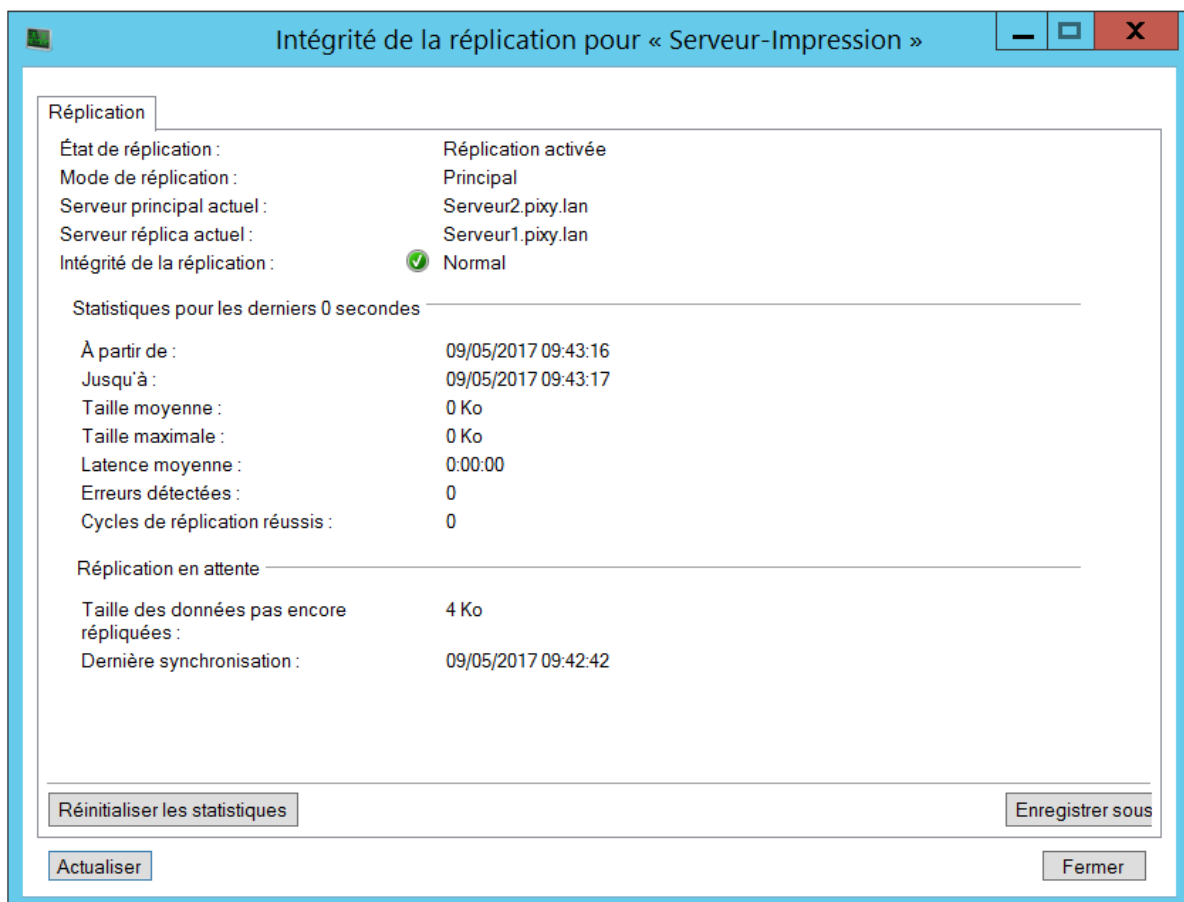 Intégrité de la réplication pour « Serveur-Impression »
Réplication
État de réplication : Réplication activée
Mode de réplication : Principal
Serveur principal actuel : Serveur2.pixy.lan
Serveur réplica actuel : Serveur1.pixy.lan
Intégrité de la réplication : Normal
Statistiques pour les derniers 0 secondes
À partir de : 09/05/2017 09:43:16
Jusqu'à : 09/05/2017 09:43:17
Taille moyenne : 0 Ko
Taille maximale : 0 Ko
Latence moyenne : 0:00:00
Erreurs détectées : 0
Cycles de réplication réussis : 0
Réplication en attente
Taille des données pas encore 4 Ko
répliquées :
Dernière synchronisation : 09/05/2017 09:42:42
Réinitialiser les statistiques Enregistrer sous
Actualiser Fermer